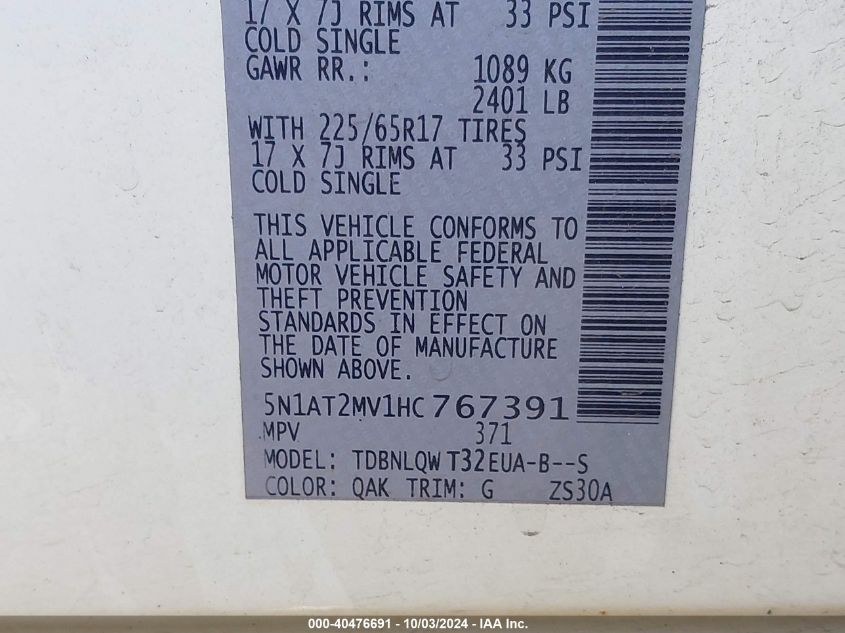 17 X 7J RIMS AT 33 PSI
COLD SINGLE
GAWR RR.: 1089 KG
2401 LB
WITH 225/65R17 TIRES
17 X 7J RIMS AT 33 PSI
COLD SINGLE
THIS VEHICLE CONFORMS TO
ALL APPLICABLE FEDERAL
MOTOR VEHICLE SAFETY AND
THEFT PREVENTION
STANDARDS IN EFFECT ON
THE DATE OF MANUFACTURE
SHOWN ABOVE.
5N1AT2MV1HC767391
MPV 371
MODEL: TDBNLQWT32EUA-B--S
COLOR: QAK TRIM: G ZS30A
000-40476691 - 10/03/2024 - IAA Inc.